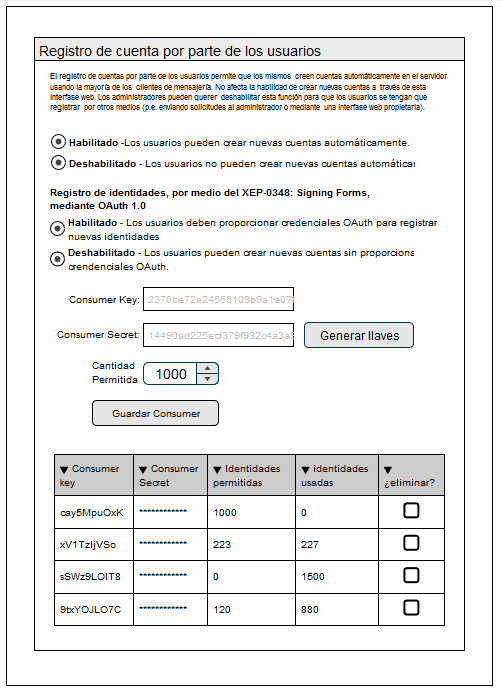 Registro de cuenta por parte de los usuarios
El registro de cuentas por parte de los usuarios permite que los mismos creen cuentas automáticamente en el servidor
usando la mayoría de los clientes de mensajería. No afecta la habilidad de crear nuevas cuentas a través de esta
interfase web. Los administradores pueden querer deshabilitar esta función para que los usuarios se tengan que
registrar por otros medios (p.e. enviando solicitudes al administrador o mediante una interfase web propietaria).
Habilitado -Los usuarios pueden crear nuevas cuentas automáticamente.
Deshabilitado - Los usuarios no pueden crear nuevas cuentas automáticar
Registro de identidades, por medio del XEP-0348: Signing Forms,
mediante OAuth 1.0
Habilitado - Los usuarios deben proporcionar credenciales OAuth para registrar
nuevas identidades
Deshabilitado - Los usuarios pueden crear nuevas cuentas sin proporciona
crendenciales OAuth.
Consumer Key: 2370be72e24555109b9a1e07
Consumer Secret: 14490ad225ecf379f932c4a3a Generar llaves
Cantidad
Permitida 1000
Guardar Consumer
▼ Consumer key ▼ Consumer Secret ▼ Identidades permitidas ▼ identidades usadas ▼ ¿eliminar?
cay5MpuOxK ************ 1000 0
xV1TzIjVSo ************ 223 227
sSWz9LOIT8 ************ 0 1500
9txYOJLO7C ************ 120 880